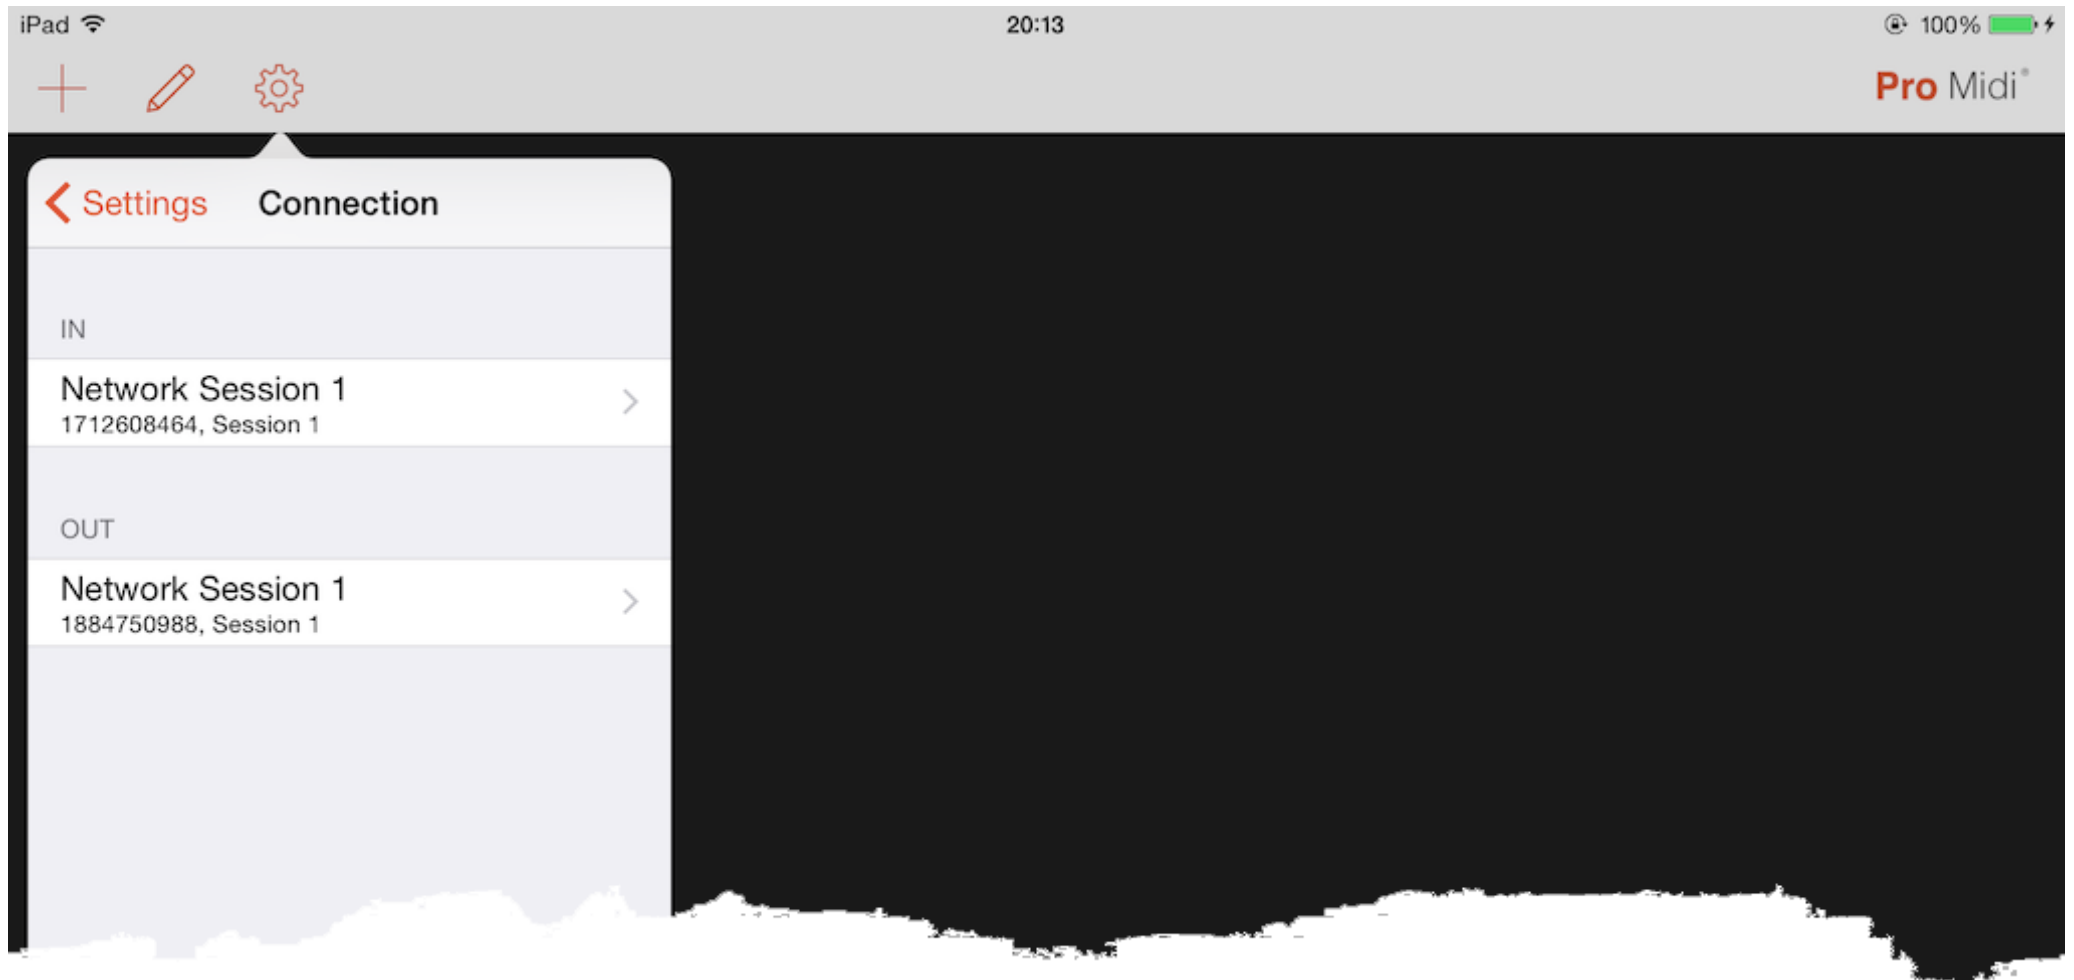 iPad
20:13
100%
Pro Midi®
Settings
Connection
IN
Network Session 1
1712608464, Session 1
OUT
Network Session 1
1884750988, Session 1